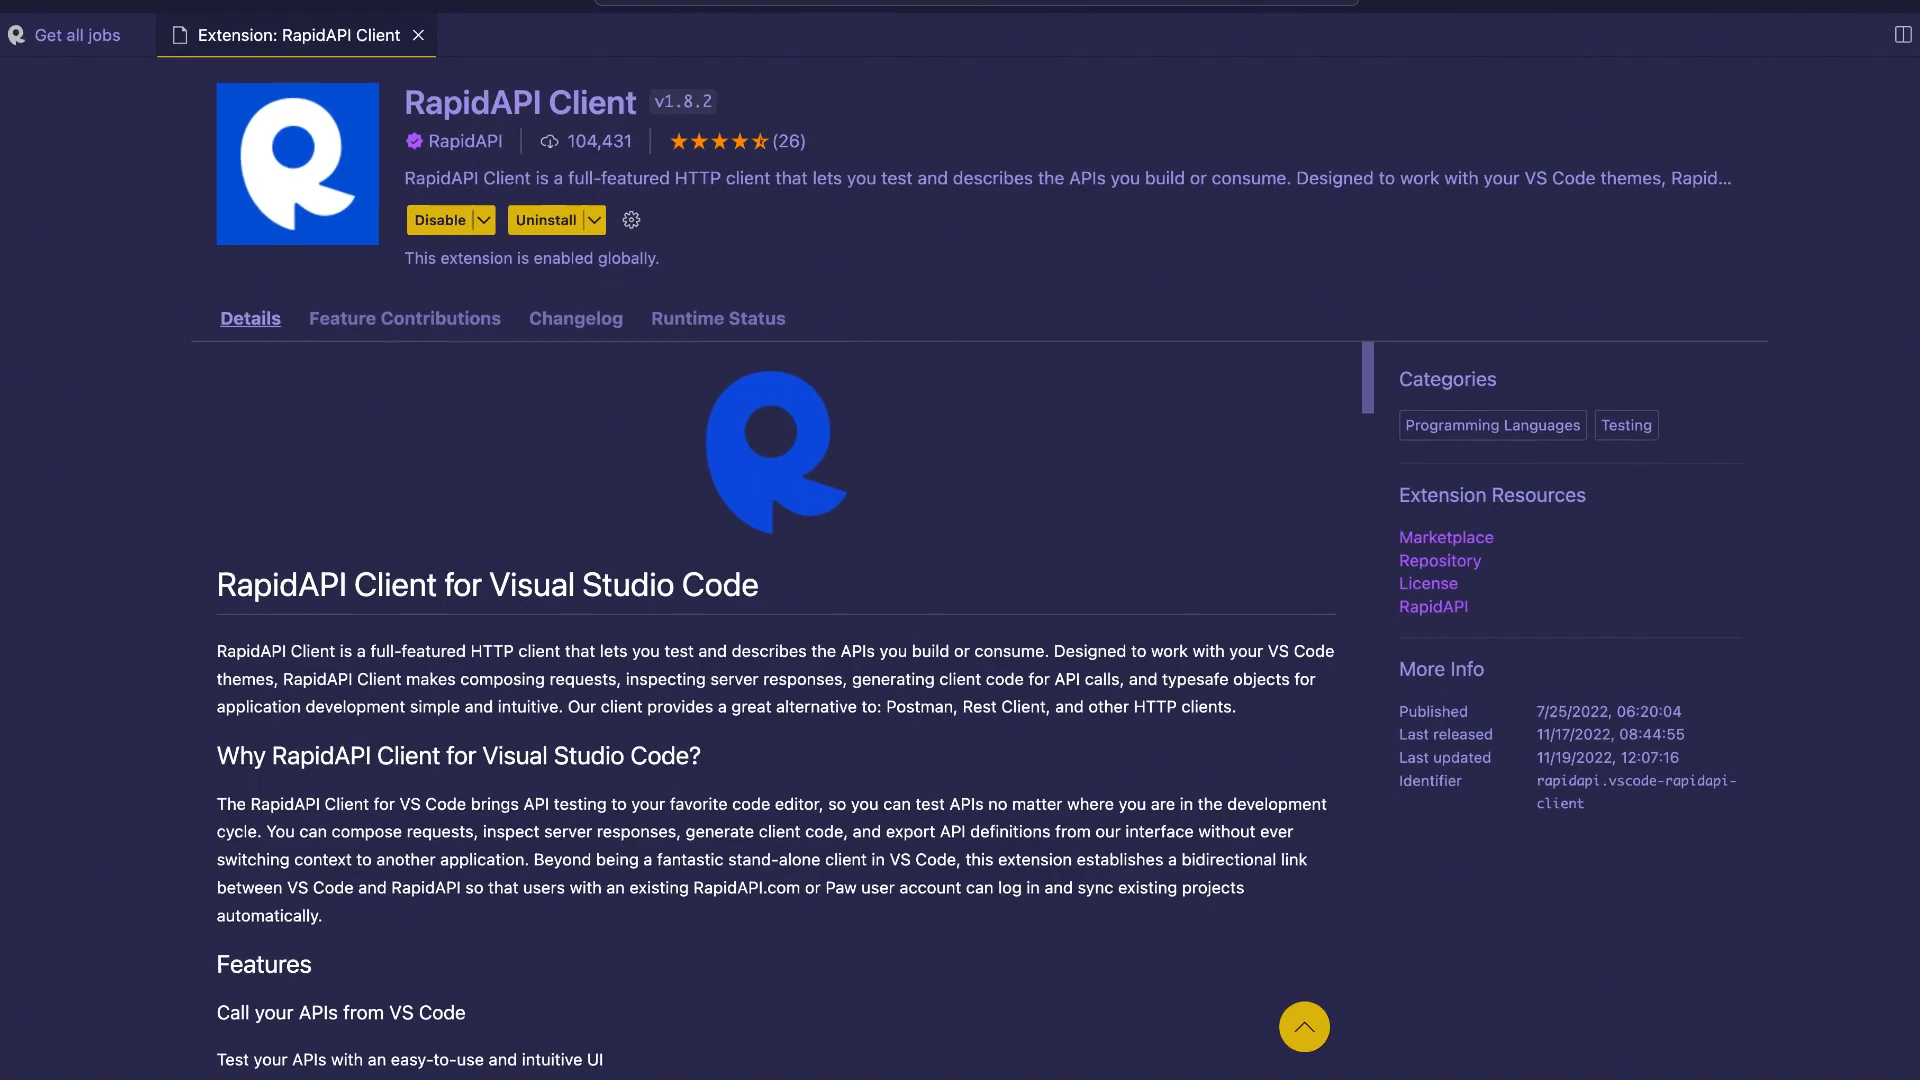 Get all jobs
Extension: RapidAPI Client
RapidAPI Client v1.8.2
RapidAPI 104,431 (26)
RapidAPI Client is a full-featured HTTP client that lets you test and describes the APIs you build or consume. Designed to work with your VS Code themes, Rapid...
Disable Uninstall
This extension is enabled globally.
Details Feature Contributions Changelog Runtime Status
RapidAPI Client for Visual Studio Code
RapidAPI Client is a full-featured HTTP client that lets you test and describes the APIs you build or consume. Designed to work with your VS Code
themes, RapidAPI Client makes composing requests, inspecting server responses, generating client code for API calls, and typesafe objects for
application development simple and intuitive. Our client provides a great alternative to: Postman, Rest Client, and other HTTP clients.
Why RapidAPI Client for Visual Studio Code?
The RapidAPI Client for VS Code brings API testing to your favorite code editor, so you can test APIs no matter where you are in the development
cycle. You can compose requests, inspect server responses, generate client code, and export API definitions from our interface without ever
switching context to another application. Beyond being a fantastic stand-alone client in VS Code, this extension establishes a bidirectional link
between VS Code and RapidAPI so that users with an existing RapidAPI.com or Paw user account can log in and sync existing projects
automatically.
Features
Call your APIs from VS Code
Test your APIs with an easy-to-use and intuitive UI
Categories
Programming Languages Testing
Extension Resources
Marketplace
Repository
License
RapidAPI
More Info
Published 7/25/2022, 06:20:04
Last released 11/17/2022, 08:44:55
Last updated 11/19/2022, 12:07:16
Identifier rapidapi.vscode-rapidapi-
client